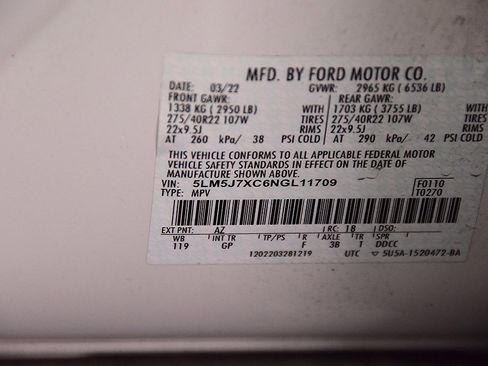 MFD. BY FORD MOTOR CO.
DATE: 03/22 GVWR: 2965 KG ( 6536 LB)
FRONT GAWR: REAR GAWR:
1338 KG ( 2950 LB) WITH 1703 KG ( 3755 LB) WITH
275/40R22 107W TIRES 275/40R22 107W TIRES
22x9.5J RIMS 22x9.5J RIMS
AT 260 kPa/ 38 PSI COLD AT 290 kPa/ 42 PSI COLD
THIS VEHICLE CONFORMS TO ALL APPLICABLE FEDERAL MOTOR
VEHICLE SAFETY STANDARDS IN EFFECT ON THE DATE OF
MANUFACTURE SHOWN ABOVE.
VIN: 5LM5J7XC6NGL11709 F0110
TYPE: MPV T0270
EXT PNT: AZ RC: 18 DSO:
WB INT TR TP/PS R AXLE TR SPR
119 GP F 3B T DDCC
1202203281219 UTC 5U5A-1520472-BA